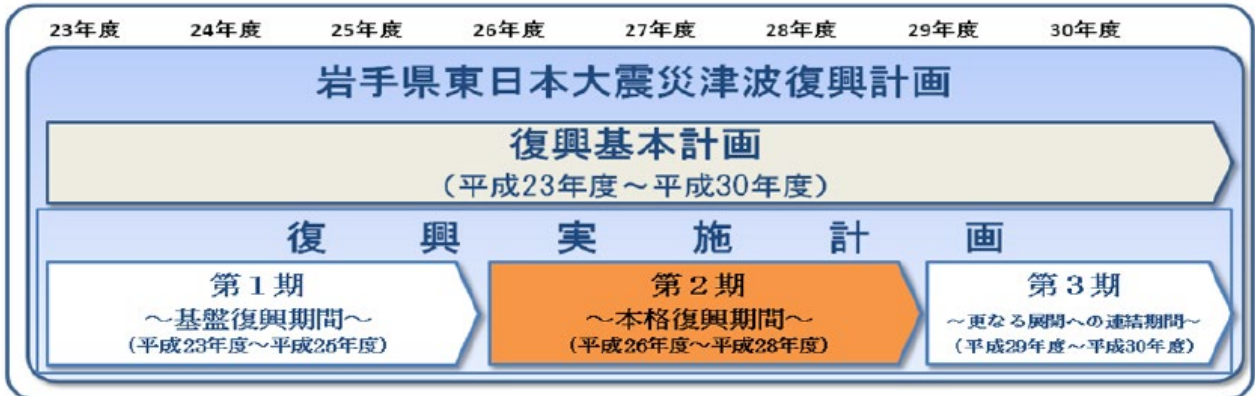 23年度 24年度 25年度 26年度 27年度 28年度 29年度 30年度
岩手県東日本大震災津波復興計画
復興基本計画
(平成23年度～平成30年度)
復興実施計画
第１期
～基盤復興期間～
(平成23年度～平成25年度)
第２期
～本格復興期間～
(平成26年度～平成28年度)
第３期
～更なる展開への連結期間～
(平成29年度～平成30年度)